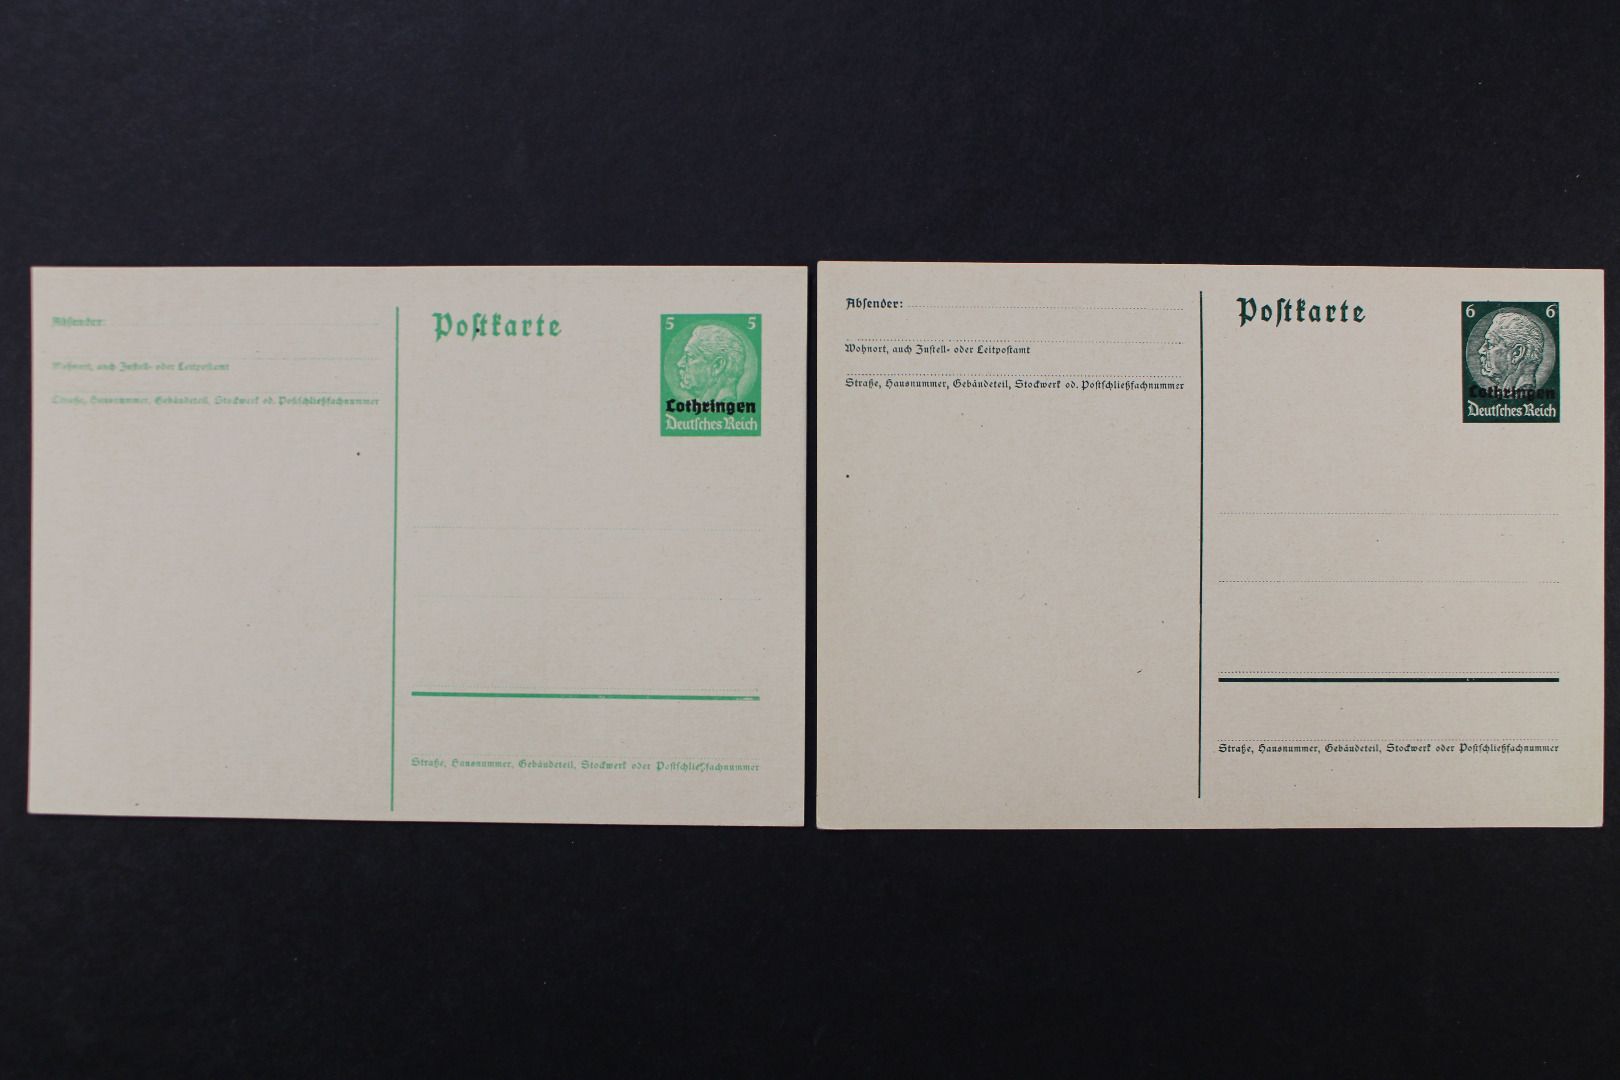 Absender:
Wohnort, auch Zustell- oder Leitpostamt
Straße, Hausnummer, Gebäudeteil, Stockwerk od. Postschließfachnummer
Postkarte
5 5
Lothringen
Deutsches Reich
Straße, Hausnummer, Gebäudeteil, Stockwerk oder Postschließfachnummer
Absender:
Wohnort, auch Zustell- oder Leitpostamt
Straße, Hausnummer, Gebäudeteil, Stockwerk od. Postschließfachnummer
Postkarte
6 6
Lothringen
Deutsches Reich
Straße, Hausnummer, Gebäudeteil, Stockwerk oder Postschließfachnummer